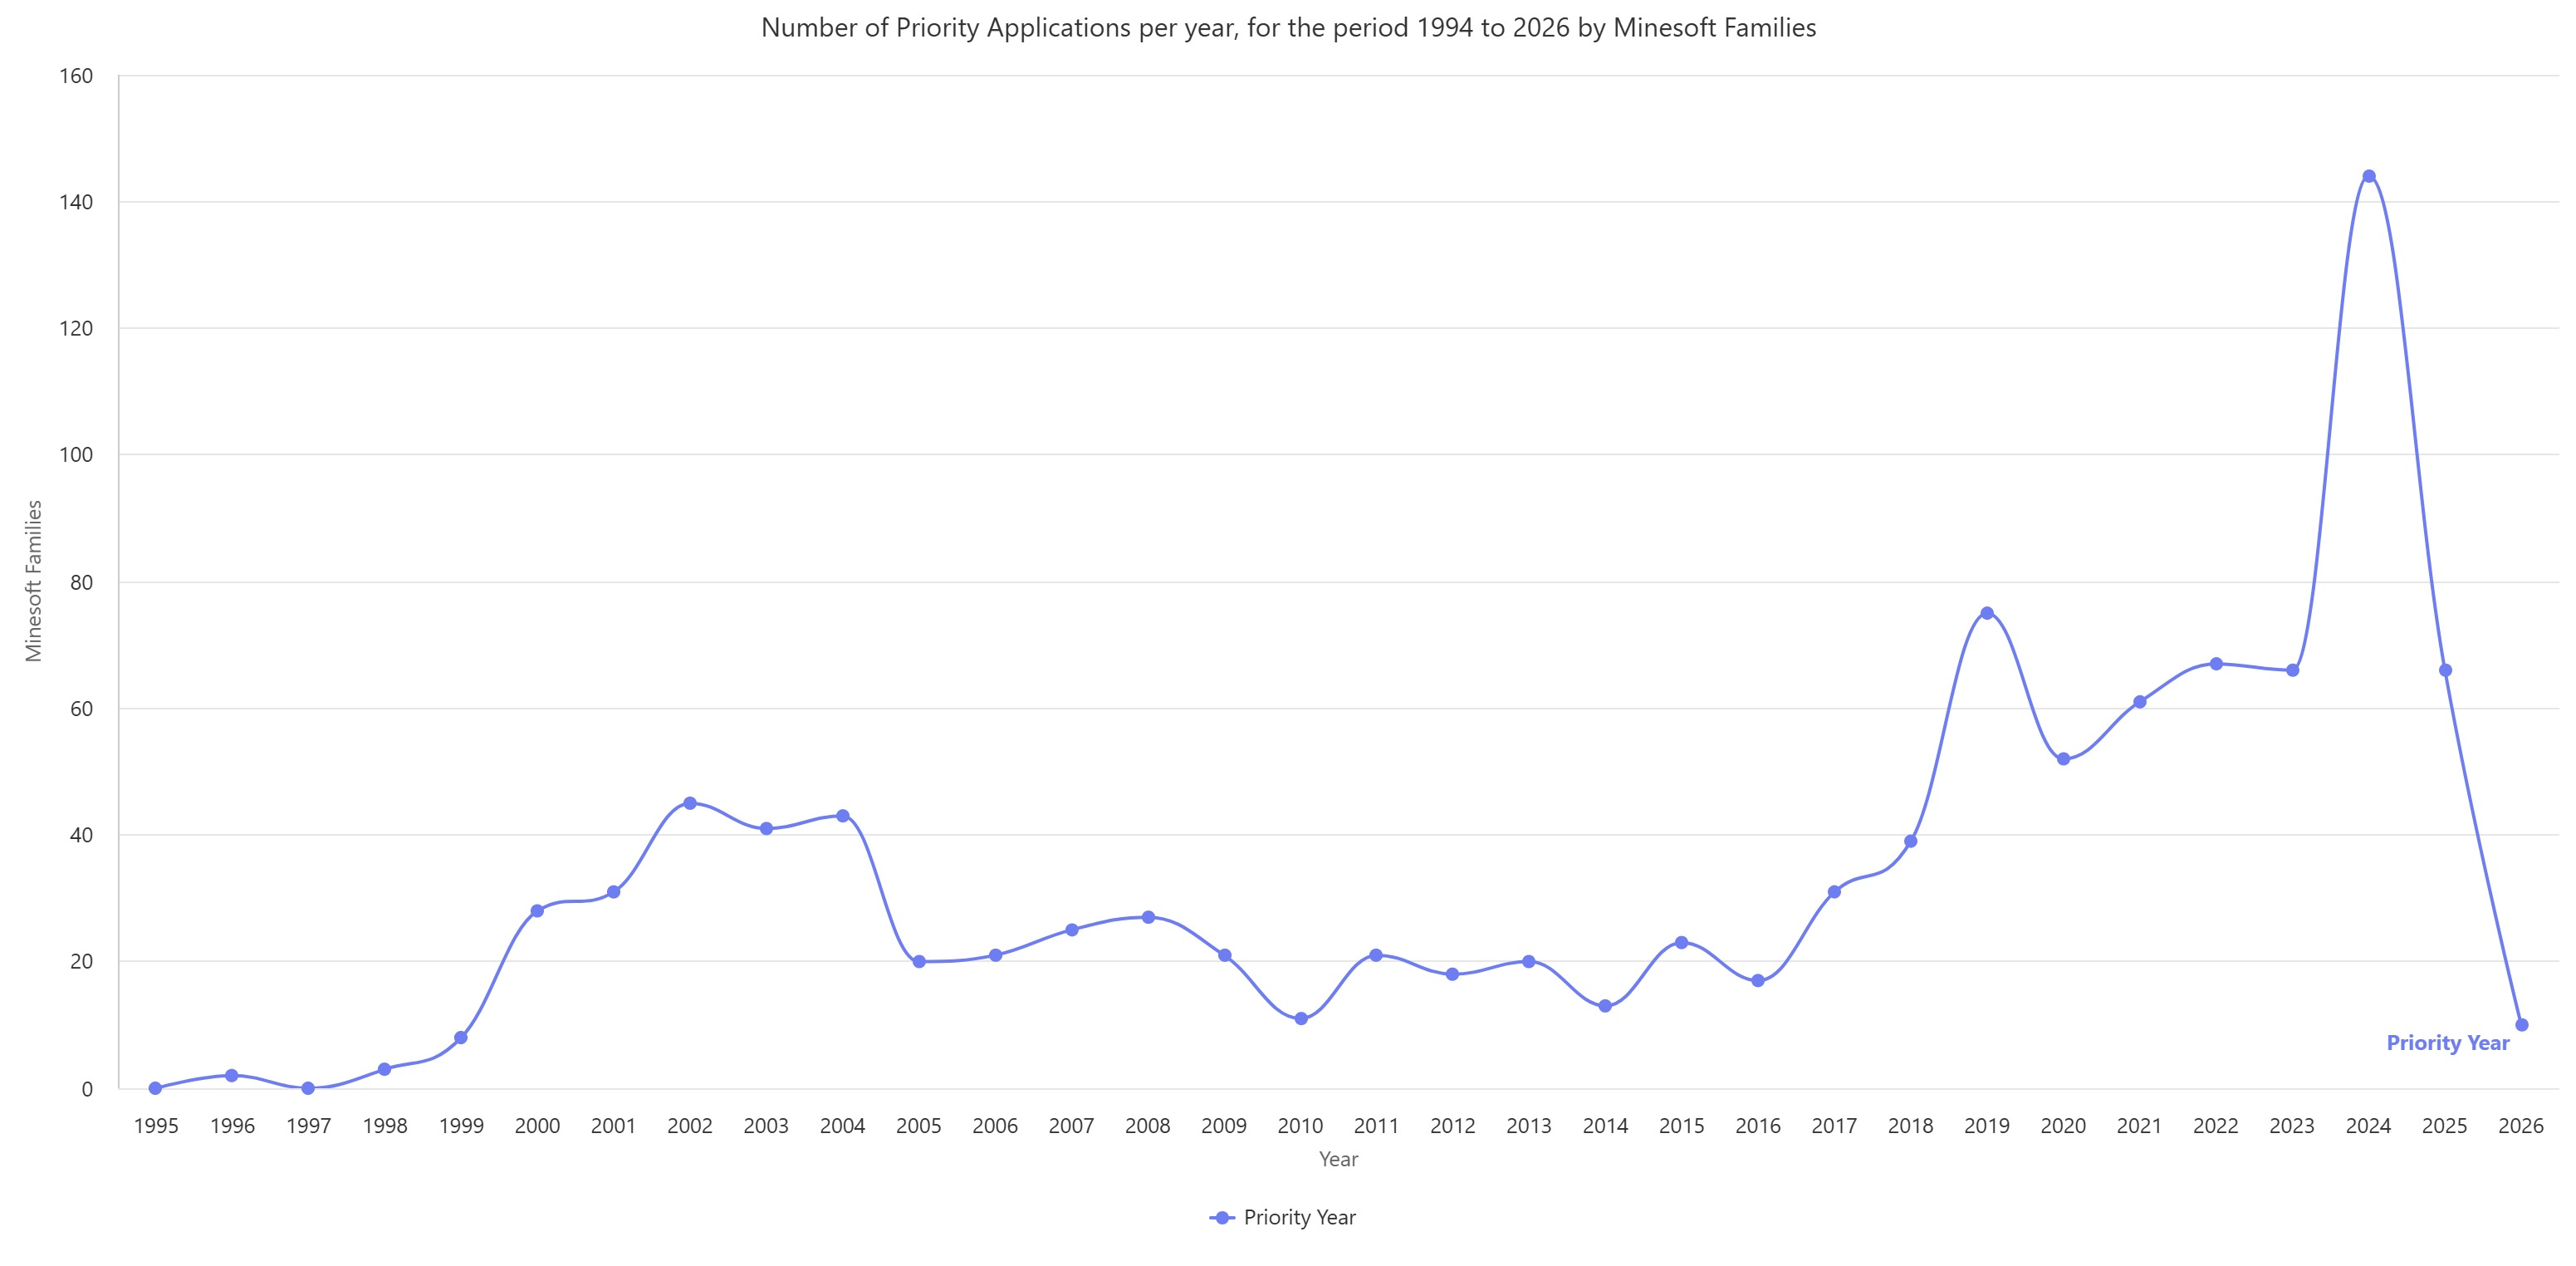 Number of Priority Applications per year, for the period 1994 to 2026 by Minesoft Families
160
140
120
100
80
60
40
20
0
Minesoft Families
Priority Year
1995 1996 1997 1998 1999 2000 2001 2002 2003 2004 2005 2006 2007 2008 2009 2010 2011 2012 2013 2014 2015 2016 2017 2018 2019 2020 2021 2022 2023 2024 2025 2026
Year
Priority Year